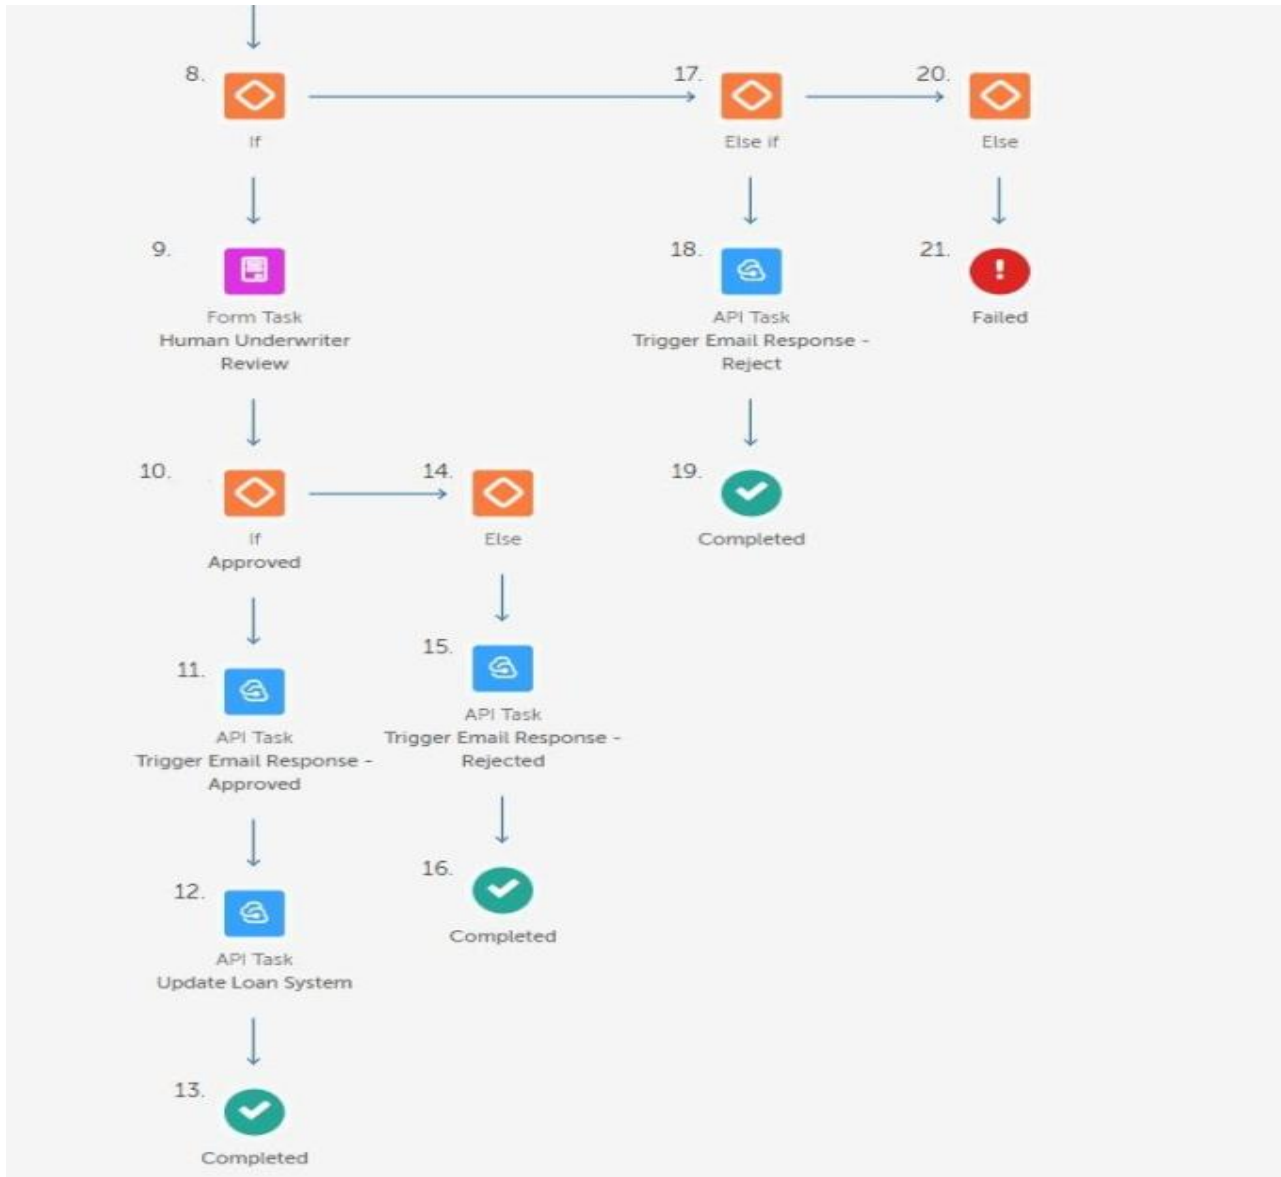 8.
If
17.
Else if
20.
Else
9.
Form Task
Human Underwriter
Review
18.
API Task
Trigger Email Response -
Reject
21.
Failed
10.
If
Approved
14.
Else
19.
Completed
11.
API Task
Trigger Email Response -
Approved
15.
API Task
Trigger Email Response -
Rejected
12.
API Task
Update Loan System
16.
Completed
13.
Completed